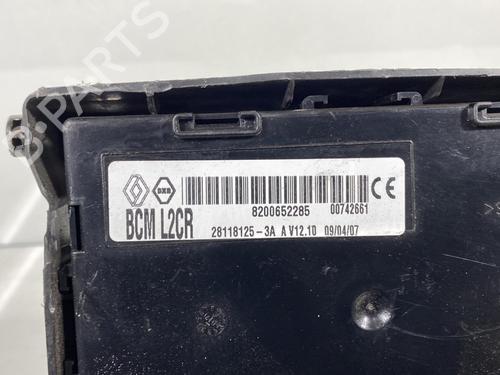 B-PARTS
8200652285 00742661
BCM L2CR
28118125-3A A V12.10 09/04/07
CE